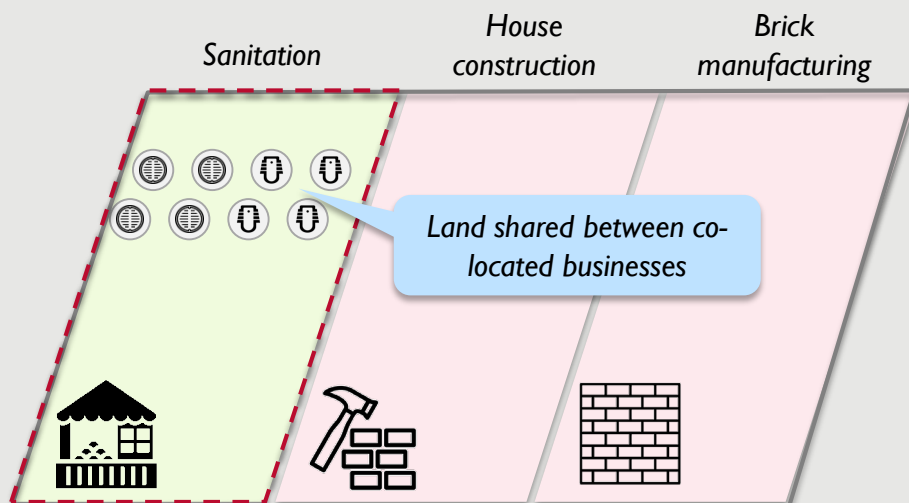 Sanitation
House
construction
Brick
manufacturing
Land shared between co-
located businesses